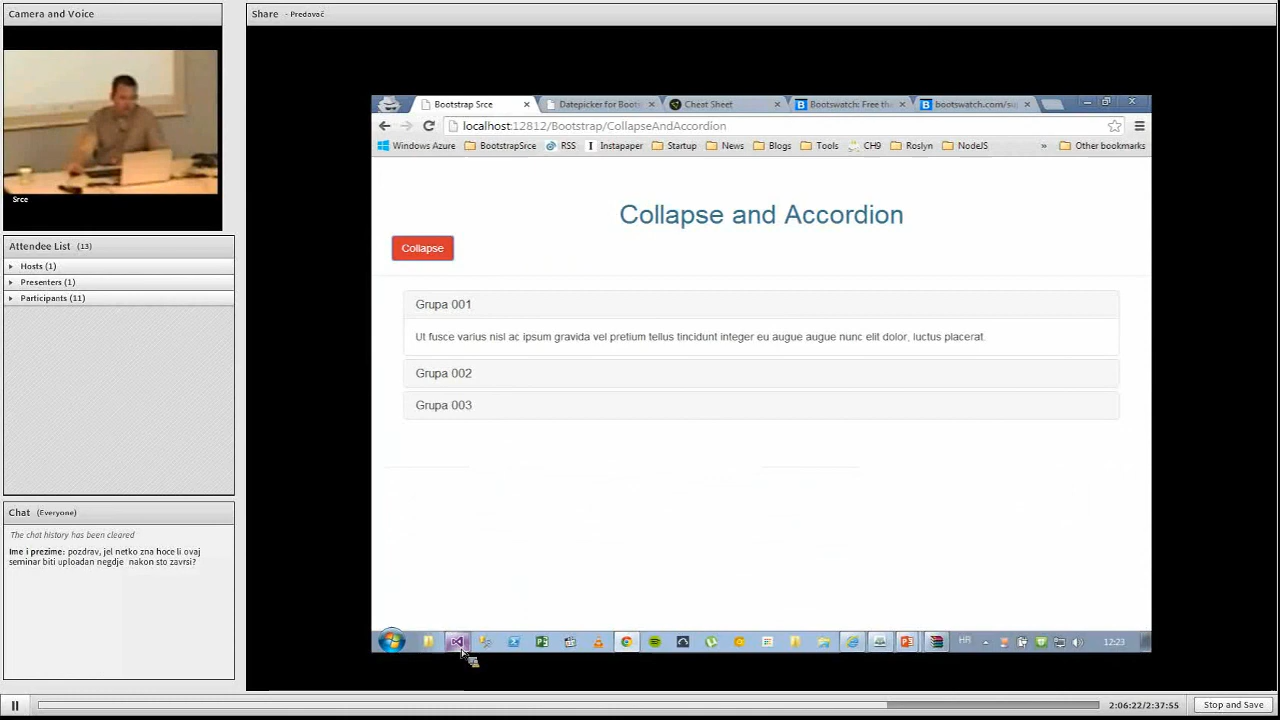 Camera and Voice
Srce
Attendee List (13)
Hosts (1)
Presenters (1)
Participants (11)
Chat (Everyone)
The chat history has been cleared
Ime i prezime: pozdrav, jel netko zna hoce li ovaj
seminar biti uploadan negdje nakon sto zavrsi?
Share - Predavač
Bootstrap Srce
Datepicker for Boots
Cheat Sheet
Bootswatch: Free the
bootswatch.com/su
localhost:12812/Bootstrap/CollapseAndAccordion
Windows Azure BootstrapSrce RSS Instapaper Startup News Blogs Tools CH9 Roslyn NodeJS » Other bookmarks
Collapse and Accordion
Collapse
Grupa 001
Ut fusce varius nisl ac ipsum gravida vel pretium tellus tincidunt integer eu augue augue nunc elit dolor, luctus placerat.
Grupa 002
Grupa 003
HR 12:23
2:06:22/2:37:55 Stop and Save